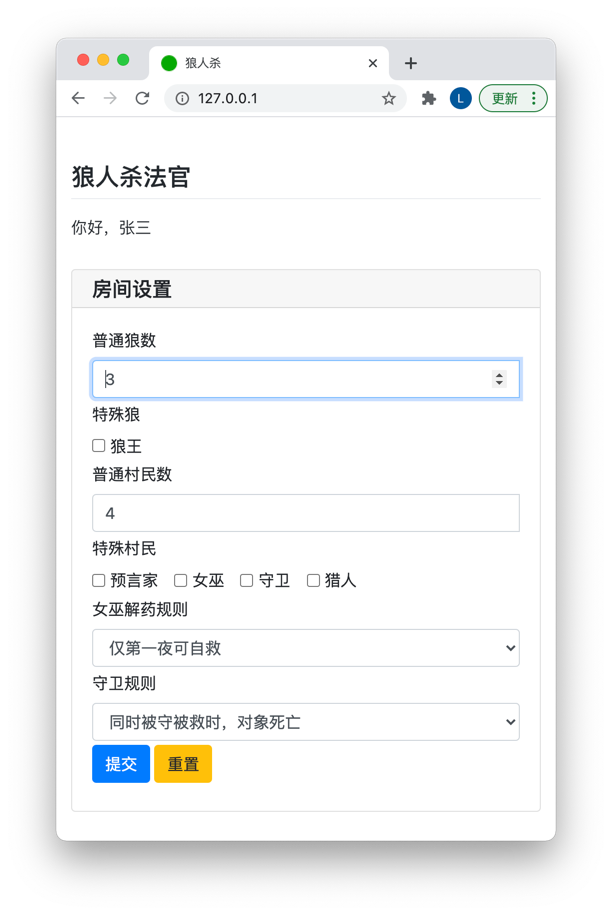 狼人杀
127.0.0.1
L
更新
狼人杀法官
你好，张三
房间设置
普通狼数
3
特殊狼
狼王
普通村民数
4
特殊村民
预言家 女巫 守卫 猎人
女巫解药规则
仅第一夜可自救
守卫规则
同时被守被救时，对象死亡
提交 重置